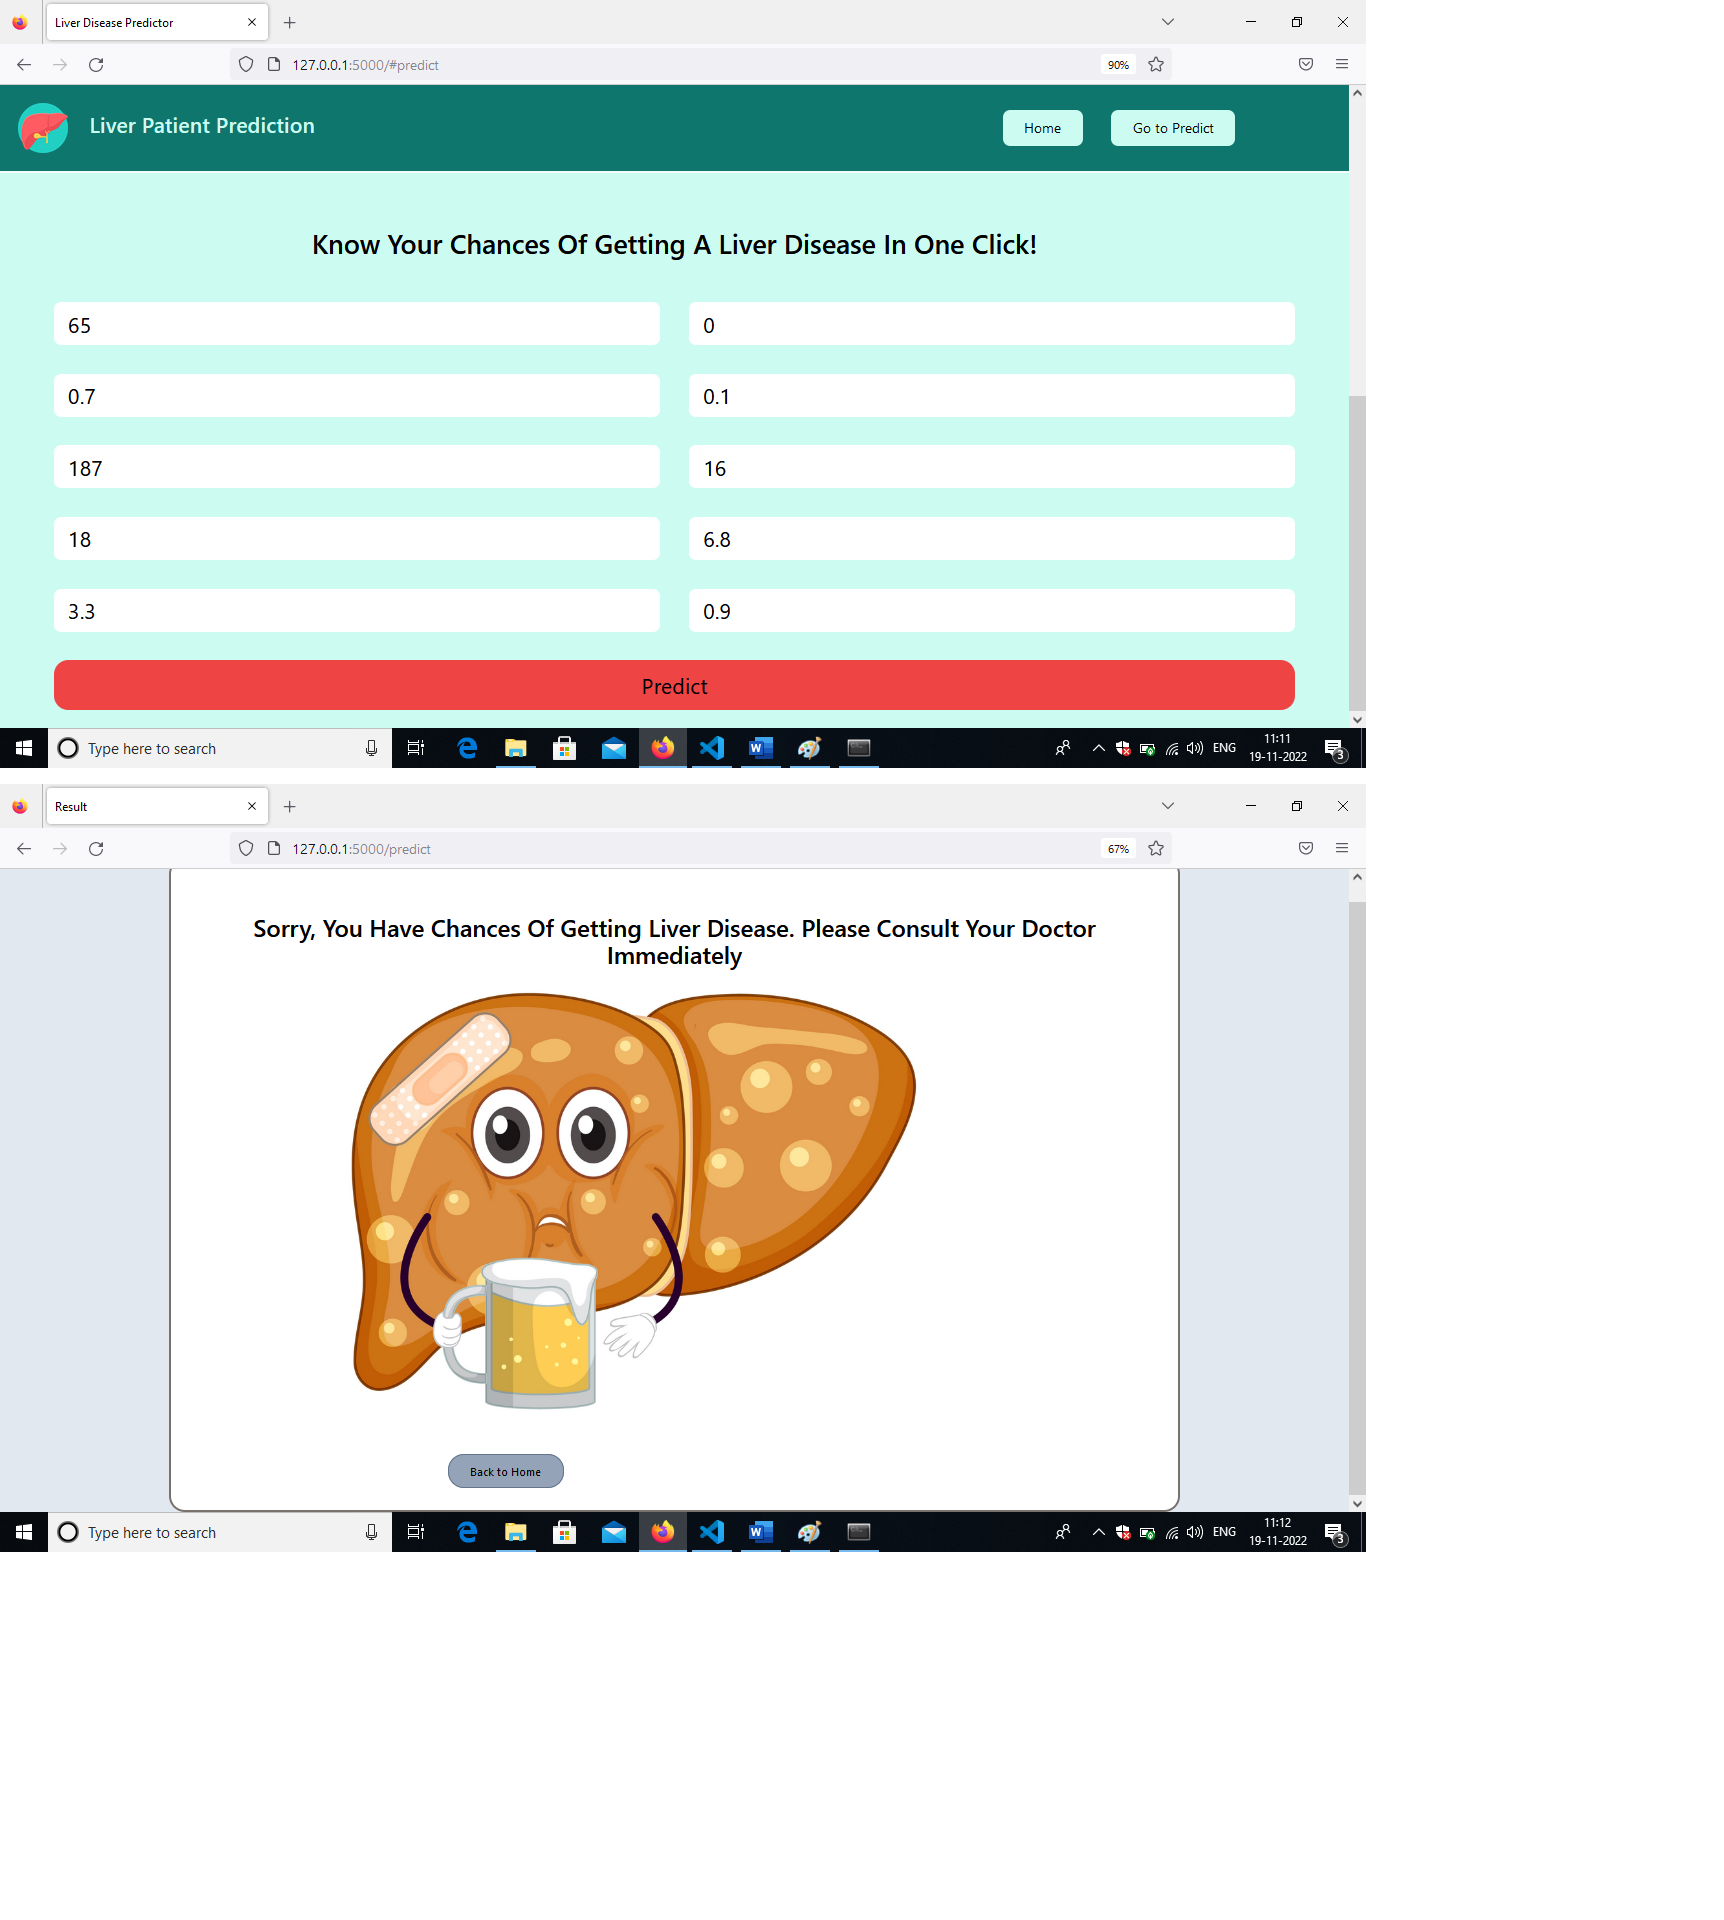 Liver Disease Predictor
127.0.0.1:5000/#predict
90%
Liver Patient Prediction
Home
Go to Predict
Know Your Chances Of Getting A Liver Disease In One Click!
65
0
0.7
0.1
187
16
18
6.8
3.3
0.9
Predict
Type here to search
ENG
11:11
19-11-2022
3
Result
127.0.0.1:5000/predict
67%
Sorry, You Have Chances Of Getting Liver Disease. Please Consult Your Doctor
Immediately
Back to Home
Type here to search
ENG
11:12
19-11-2022
3